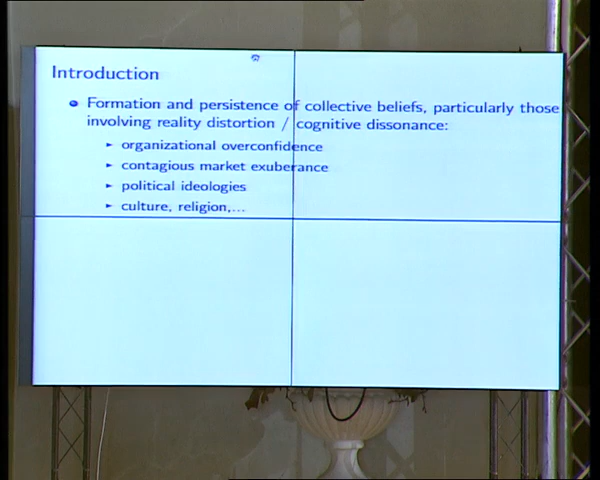 Introduction
Formation and persistence of collective beliefs, particularly those
involving reality distortion / cognitive dissonance:
organizational overconfidence
contagious market exuberance
political ideologies
culture, religion,...